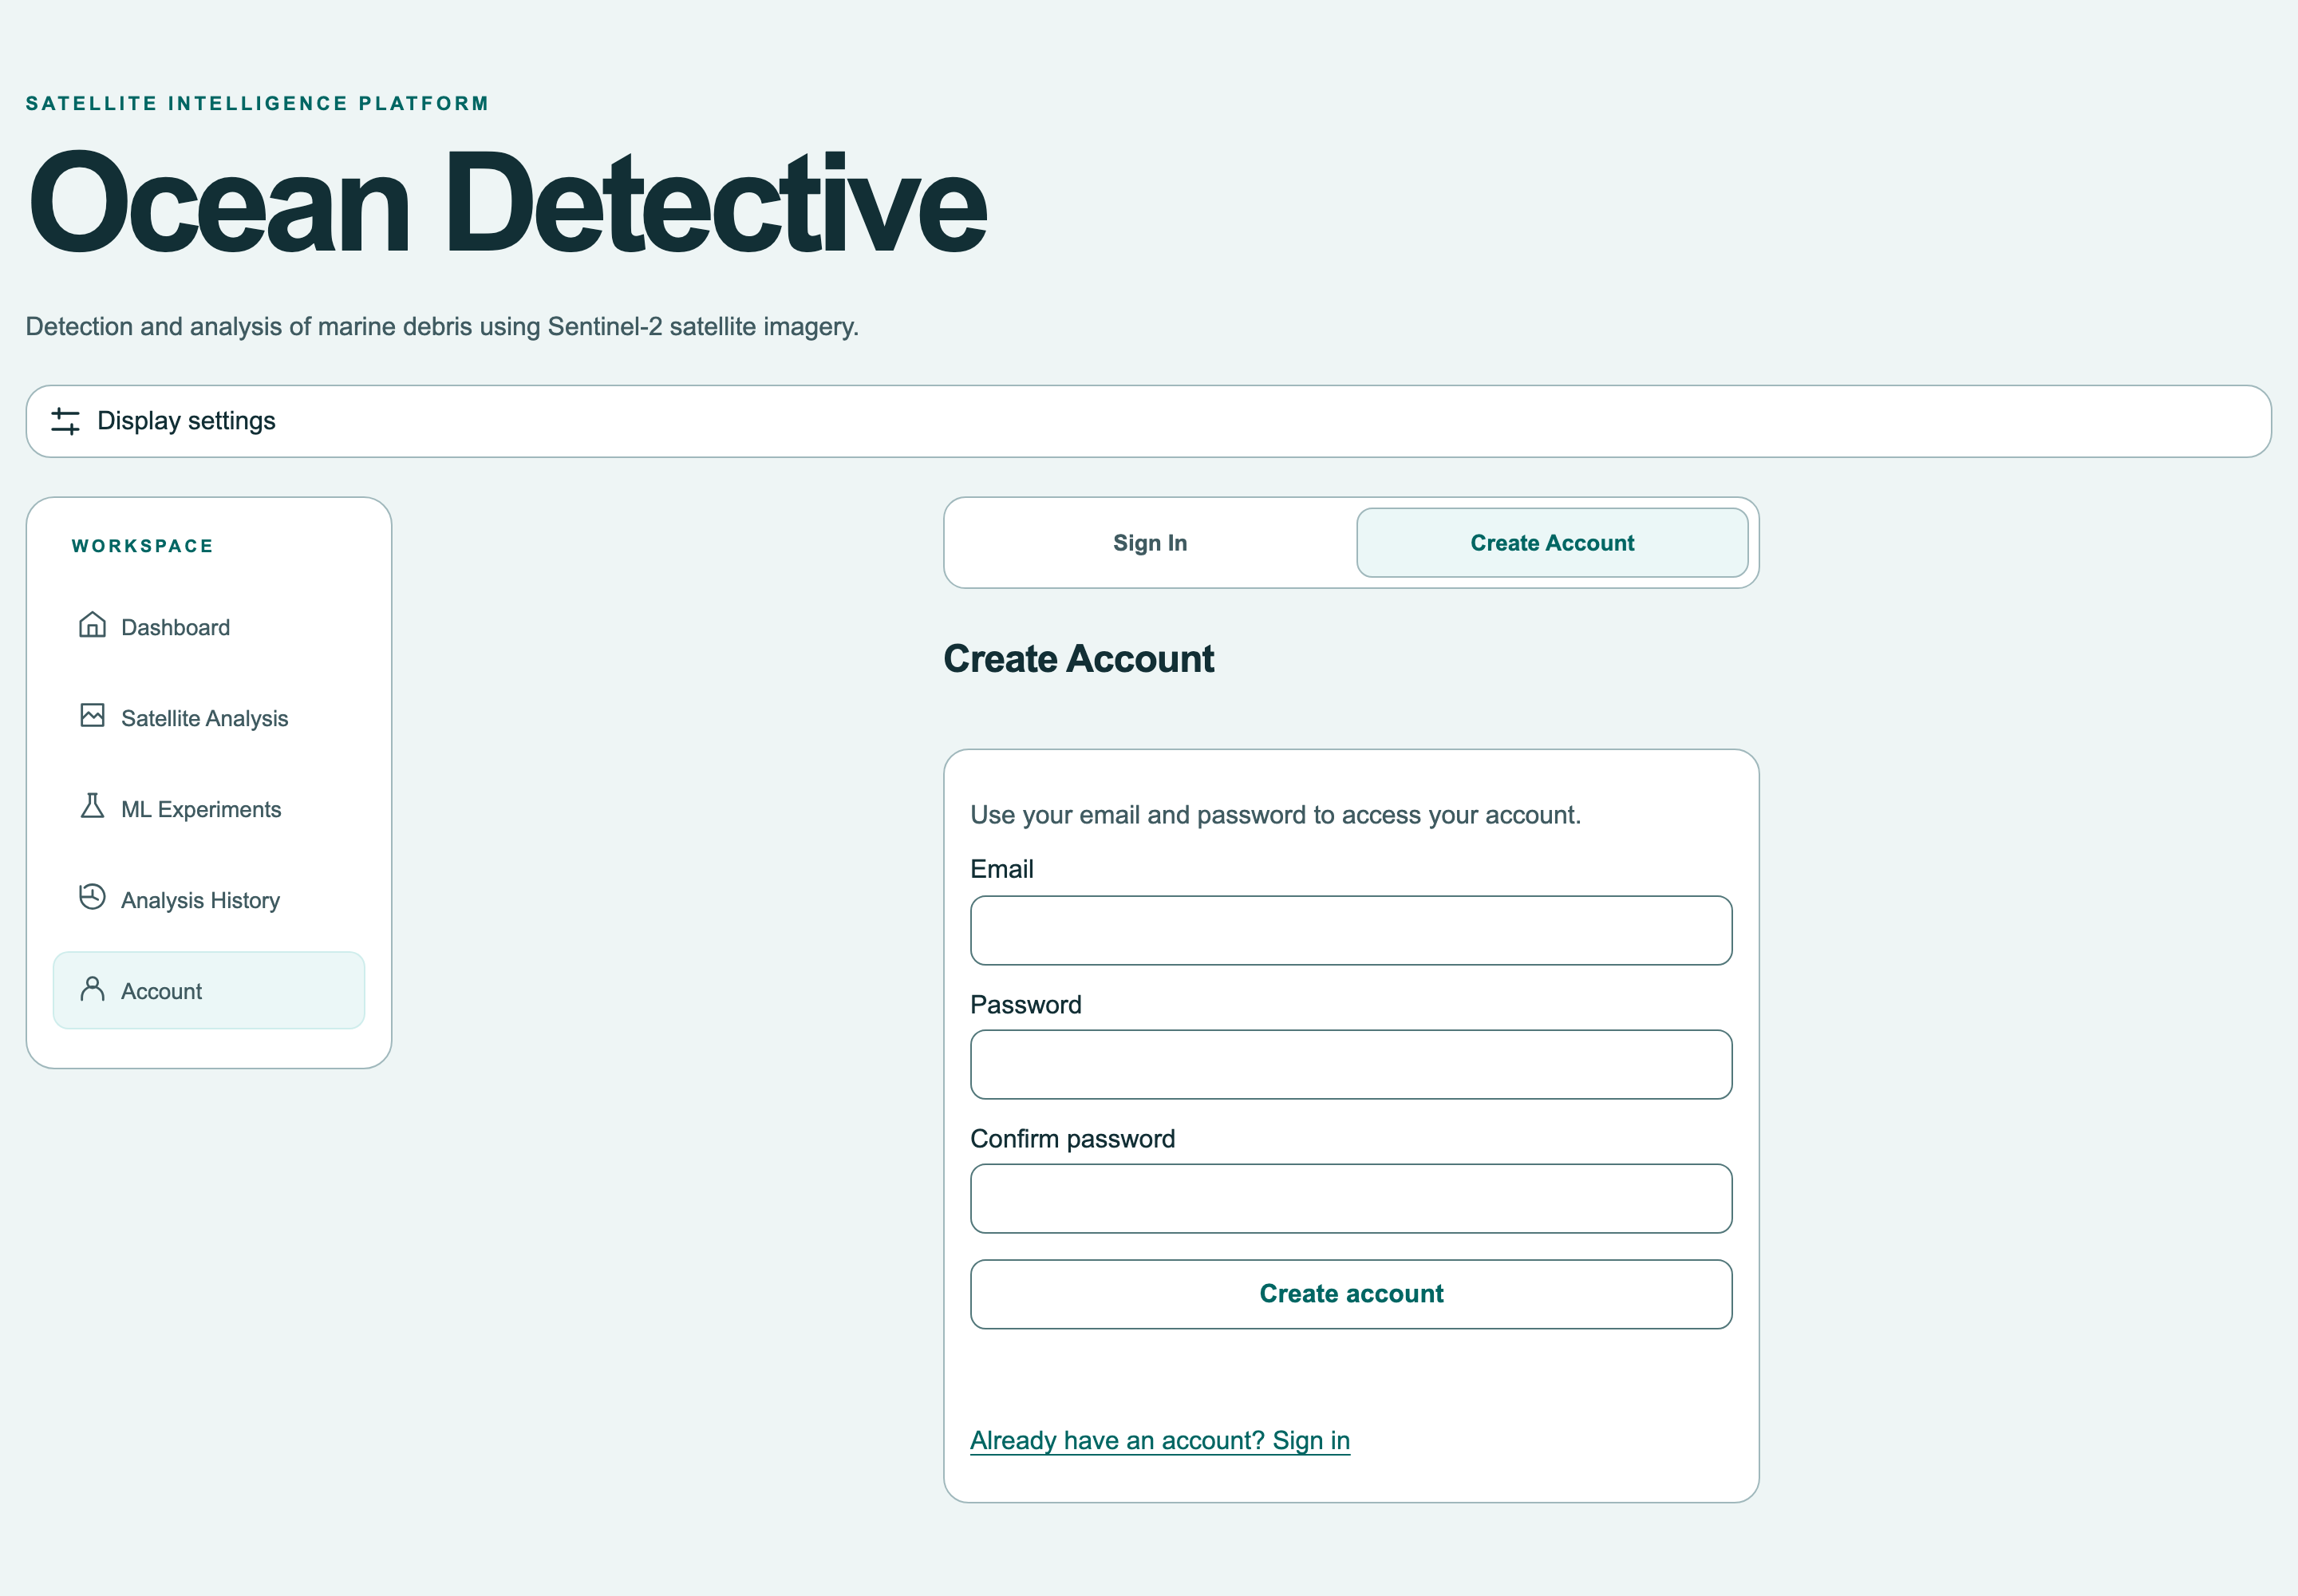 SATELLITE INTELLIGENCE PLATFORM
Ocean Detective
Detection and analysis of marine debris using Sentinel-2 satellite imagery.
Display settings
WORKSPACE
Dashboard
Satellite Analysis
ML Experiments
Analysis History
Account
Sign In
Create Account
Create Account
Use your email and password to access your account.
Email
Password
Confirm password
Create account
Already have an account? Sign in